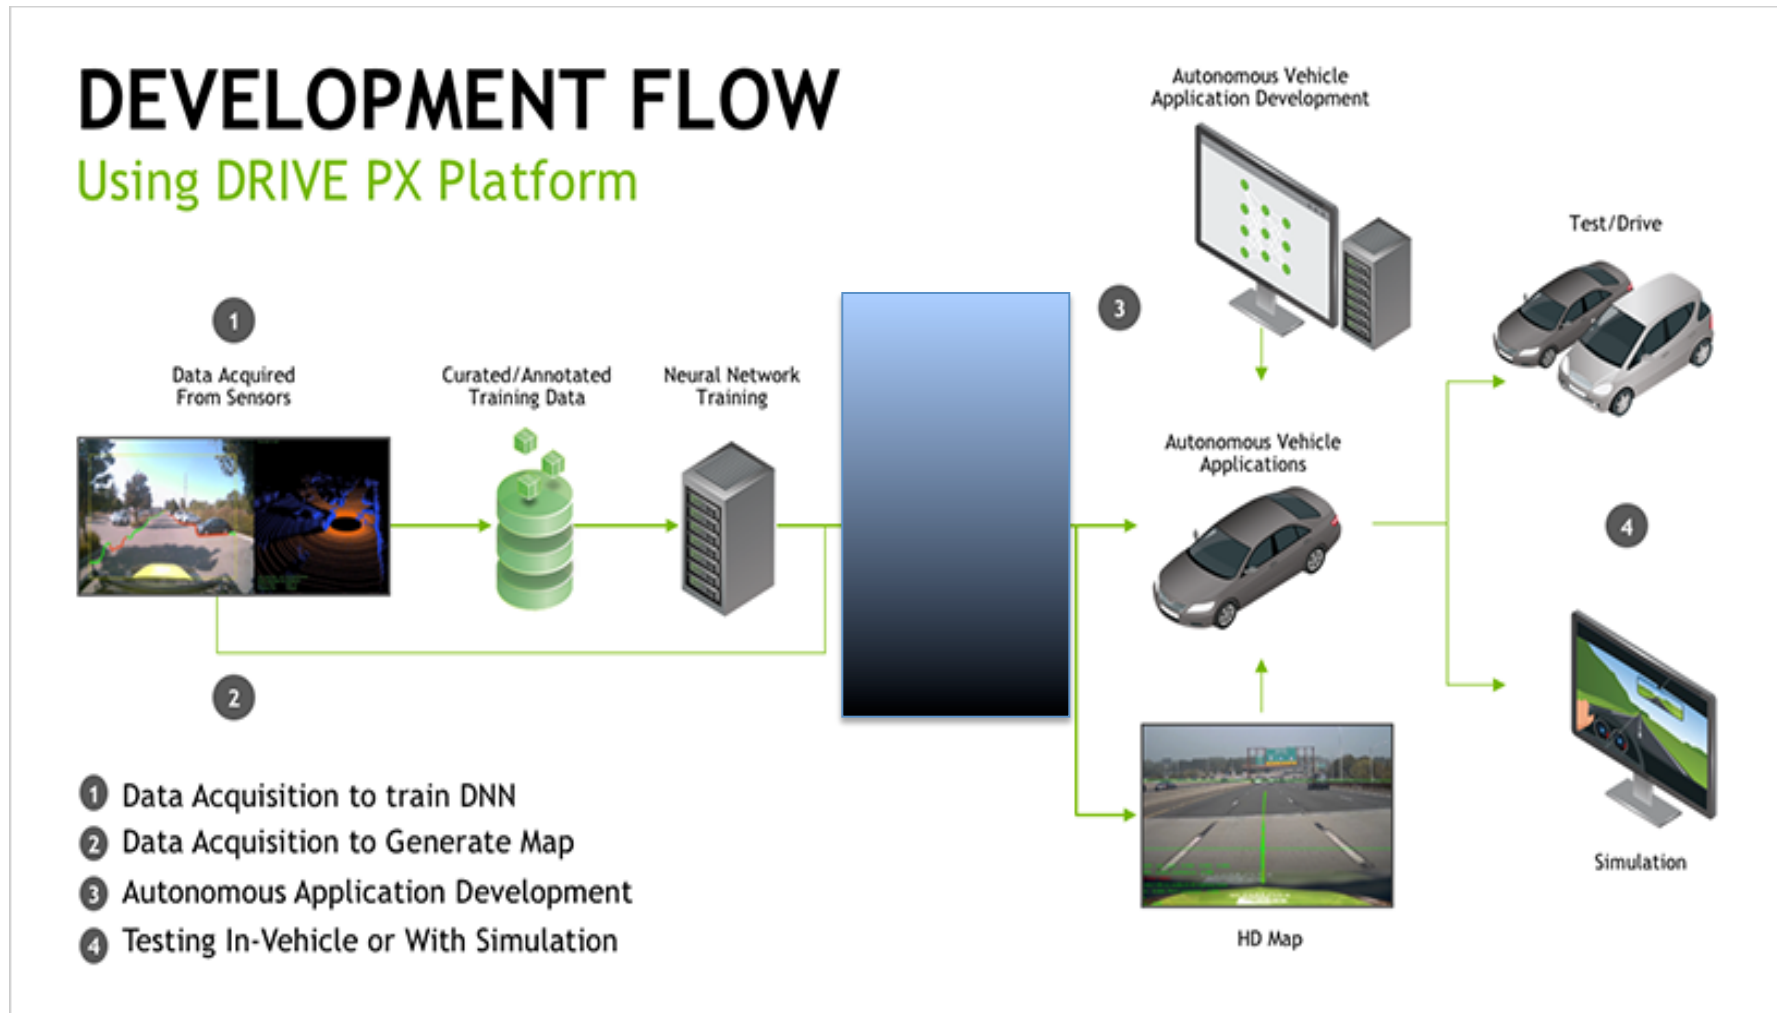 DEVELOPMENT FLOW
Using DRIVE PX Platform
1
Data Acquired
From Sensors
Curated/Annotated
Training Data
Neural Network
Training
2
3
Autonomous Vehicle
Application Development
Autonomous Vehicle
Applications
HD Map
Test/Drive
4
Simulation
1 Data Acquisition to train DNN
2 Data Acquisition to Generate Map
3 Autonomous Application Development
4 Testing In-Vehicle or With Simulation